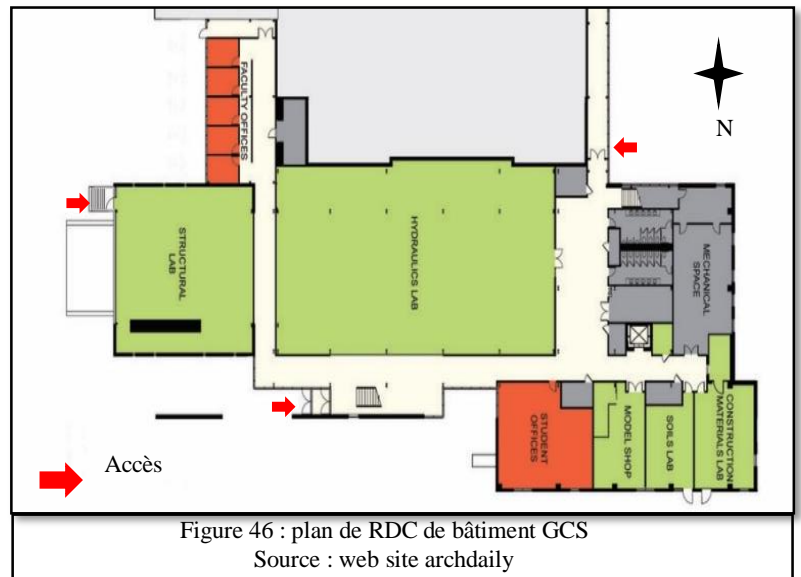 FACULTY OFFICES
N
STRUCTURAL
LAB
HYDRAULICS LAB
MECHANICAL
SPACE
STUDENT
OFFICES
MODEL SHOP
SOILS LAB
CONSTRUCTION
MATERIALS LAB
Accès
Figure 46 : plan de RDC de bâtiment GCS
Source : web site archdaily